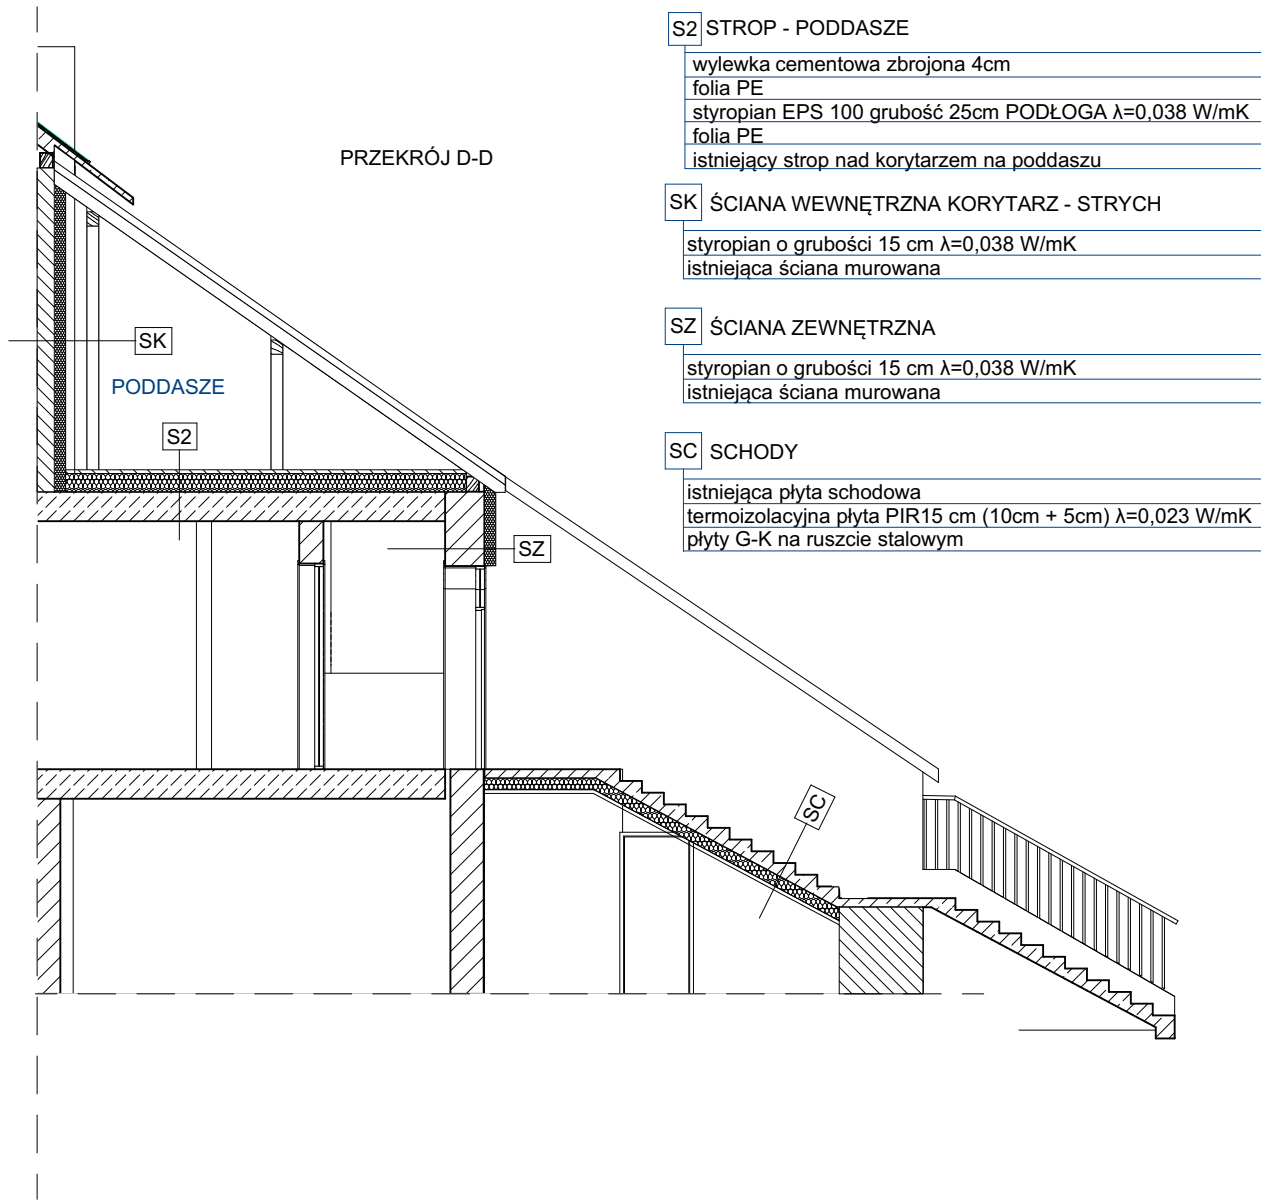 S2 STROP - PODDASZE
wylewka cementowa zbrojona 4cm
folia PE
styropian EPS 100 grubość 25cm PODŁOGA λ=0,038 W/mK
folia PE
istniejący strop nad korytarzem na poddaszu
PRZEKRÓJ D-D
SK ŚCIANA WEWNĘTRZNA KORYTARZ - STRYCH
styropian o grubości 15 cm λ=0,038 W/mK
istniejąca ściana murowana
SZ ŚCIANA ZEWNĘTRZNA
styropian o grubości 15 cm λ=0,038 W/mK
istniejąca ściana murowana
SC SCHODY
istniejąca płyta schodowa
termoizolacyjna płyta PIR15 cm (10cm + 5cm) λ=0,023 W/mK
płyty G-K na ruszcie stalowym
SK
PODDASZE
S2
SZ
SC